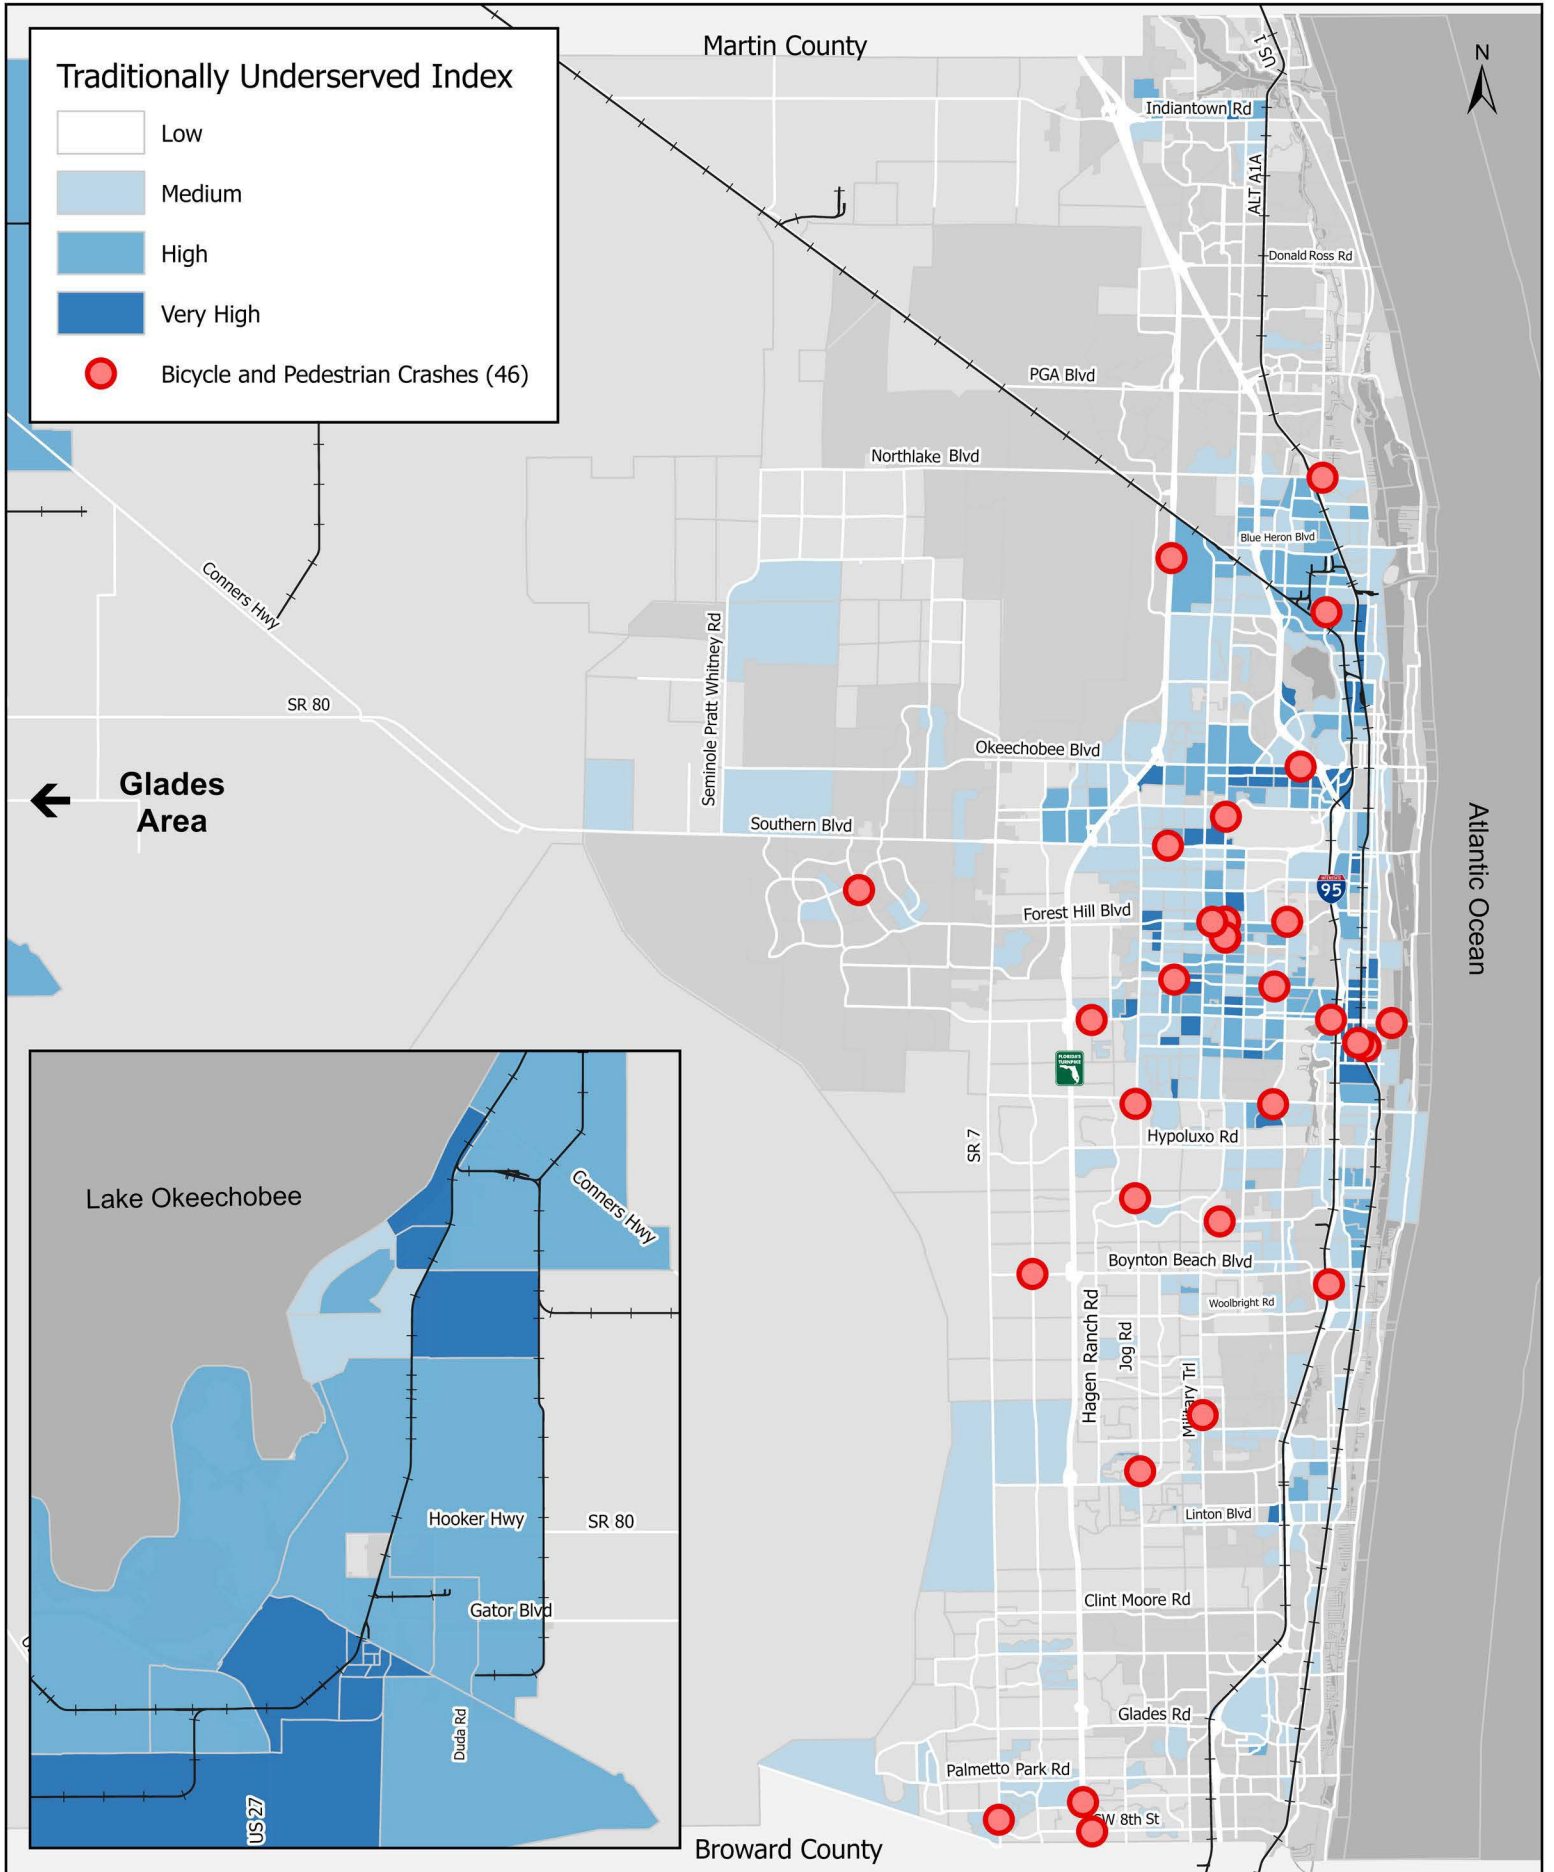 Traditionally Underserved Index
Low
Medium
High
Very High
Bicycle and Pedestrian Crashes (46)
Martin County
N
US 1
Indiantown Rd
ALT A1A
Donald Ross Rd
PGA Blvd
Northlake Blvd
Blue Heron Blvd
Conners Hwy
SR 80
Seminole Pratt Whitney Rd
Okeechobee Blvd
Glades
Area
Southern Blvd
Atlantic Ocean
INTERSTATE
95
Forest Hill Blvd
FLORIDA'S
TURNPIKE
SR 7
Hypoluxo Rd
Lake Okeechobee
Conners Hwy
Boynton Beach Blvd
Woolbright Rd
Hagen Ranch Rd
Jog Rd
Military Trl
Hooker Hwy
SR 80
Linton Blvd
Gator Blvd
Clint Moore Rd
Duda Rd
Glades Rd
Palmetto Park Rd
US 27
SW 8th St
Broward County